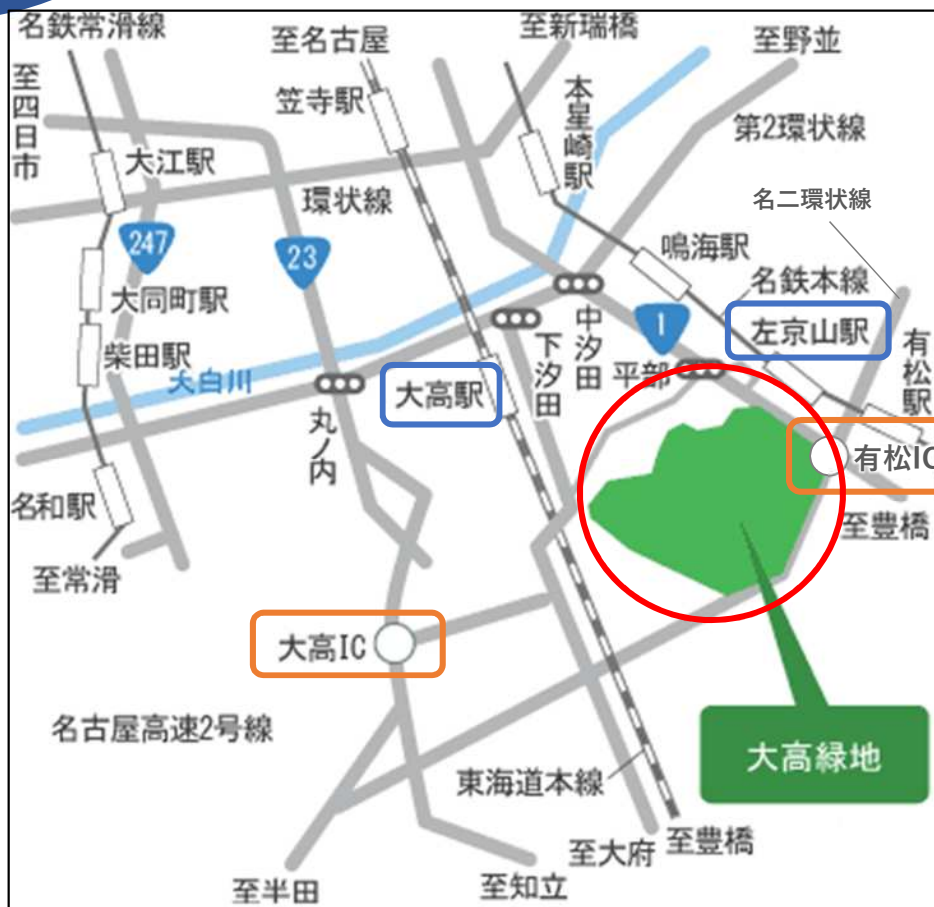 名鉄常滑線
至名古屋
至新瑞橋
至野並
至四日市
笠寺駅
本星崎駅
第2環状線
大江駅
環状線
名二環状線
247
23
鳴海駅
名鉄本線
大同町駅
1
左京山駅
中汐田
下汐田
平部
有松駅
柴田駅
天白川
大高駅
丸ノ内
有松IC
名和駅
至豊橋
至常滑
大高IC
名古屋高速2号線
大高緑地
東海道本線
至大府
至豊橋
至半田
至知立